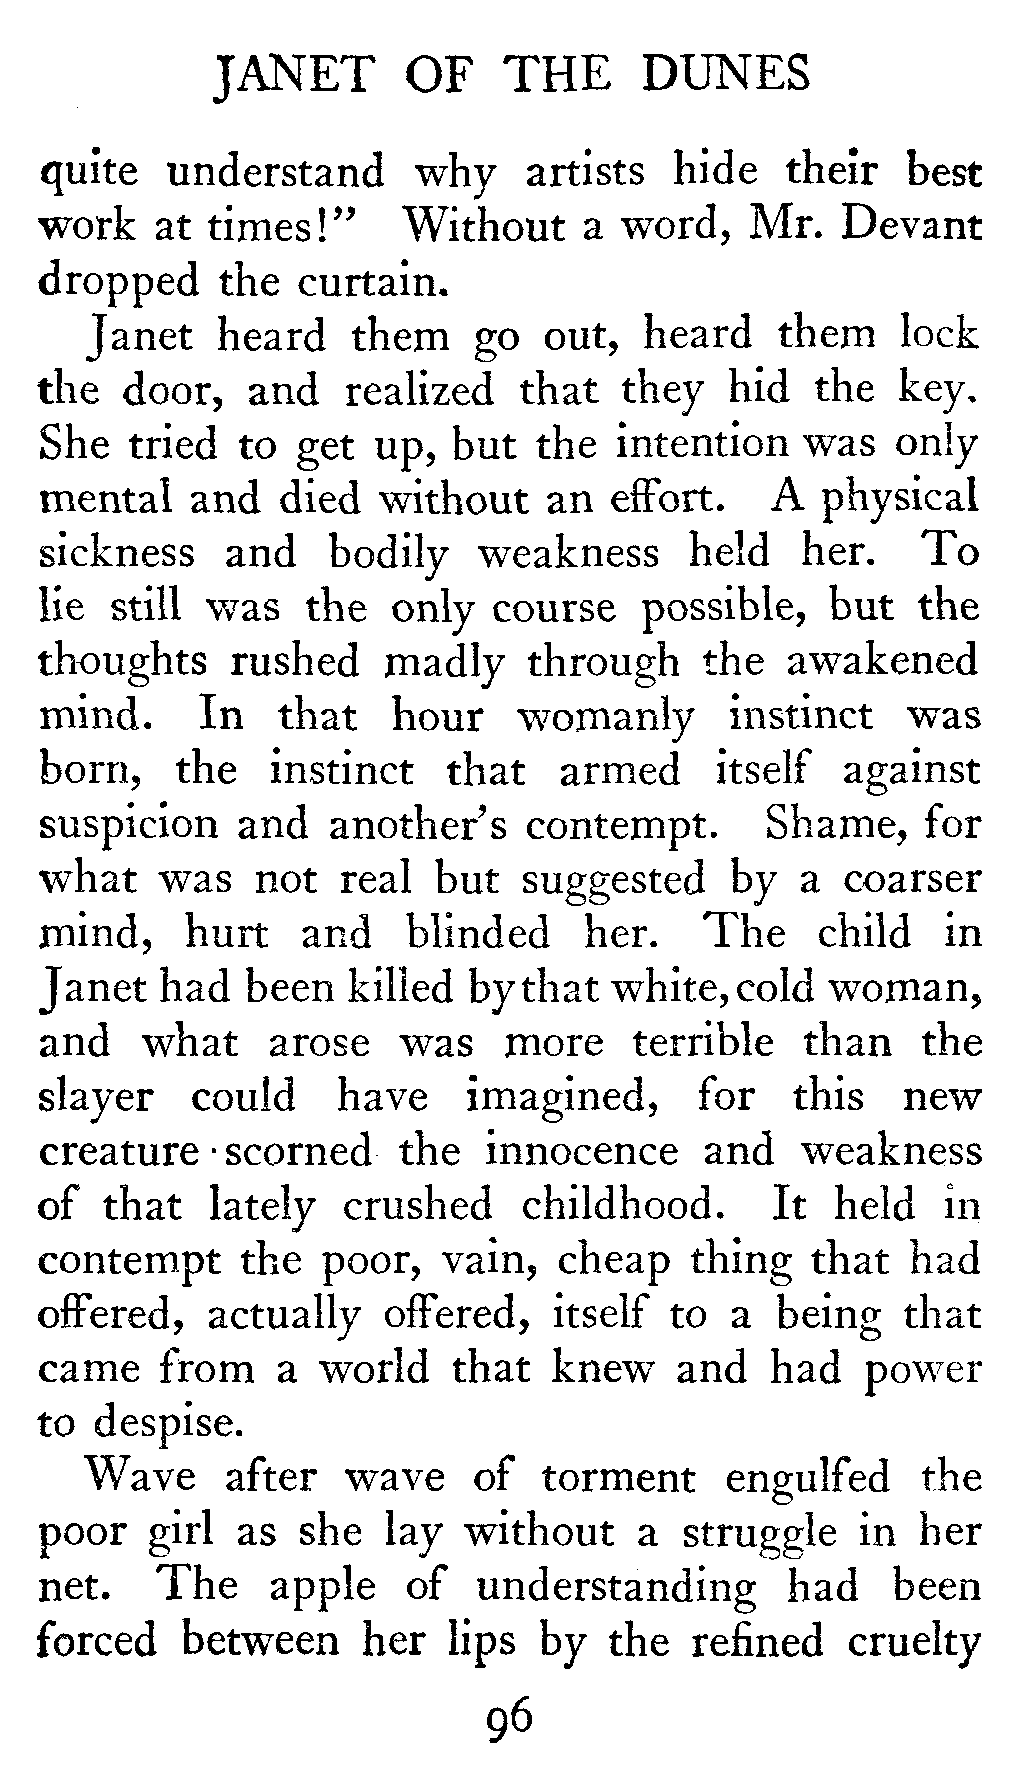 JANET OF THE DUNES
quite understand why artists hide their best
work at times!” Without a word, Mr. Devant
dropped the curtain.
Janet heard them go out, heard them lock
the door, and realized that they hid the key.
She tried to get up, but the intention was only
mental and died without an effort. A physical
sickness and bodily weakness held her. To
lie still was the only course possible, but the
thoughts rushed madly through the awakened
mind. In that hour womanly instinct was
born, the instinct that armed itself against
suspicion and another’s contempt. Shame, for
what was not real but suggested by a coarser
mind, hurt and blinded her. The child in
Janet had been killed by that white, cold woman,
and what arose was more terrible than the
slayer could have imagined, for this new
creature scorned the innocence and weakness
of that lately crushed childhood. It held in
contempt the poor, vain, cheap thing that had
offered, actually offered, itself to a being that
came from a world that knew and had power
to despise.
Wave after wave of torment engulfed the
poor girl as she lay without a struggle in her
net. The apple of understanding had been
forced between her lips by the refined cruelty
96